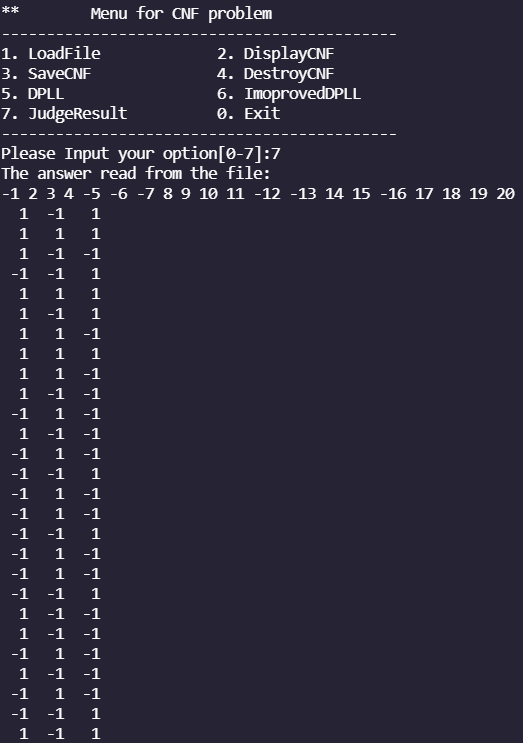 **        Menu for CNF problem
--------------------------------------------
1. LoadFile             2. DisplayCNF
3. SaveCNF              4. DestroyCNF
5. DPLL                 6. ImoprovedDPLL
7. JudgeResult          0. Exit
--------------------------------------------
Please Input your option[0-7]:7
The answer read from the file:
-1 2 3 4 -5 -6 -7 8 9 10 11 -12 -13 14 15 -16 17 18 19 20
  1  -1   1
  1   1   1
  1  -1  -1
 -1  -1   1
  1   1   1
  1  -1   1
  1   1  -1
  1   1   1
  1   1  -1
  1  -1  -1
 -1   1   1
  1  -1  -1
 -1   1  -1
 -1  -1   1
 -1   1  -1
 -1   1  -1
 -1  -1   1
 -1   1  -1
 -1   1  -1
 -1  -1   1
  1  -1  -1
  1  -1  -1
 -1   1  -1
  1  -1  -1
 -1   1  -1
 -1  -1   1
  1  -1   1